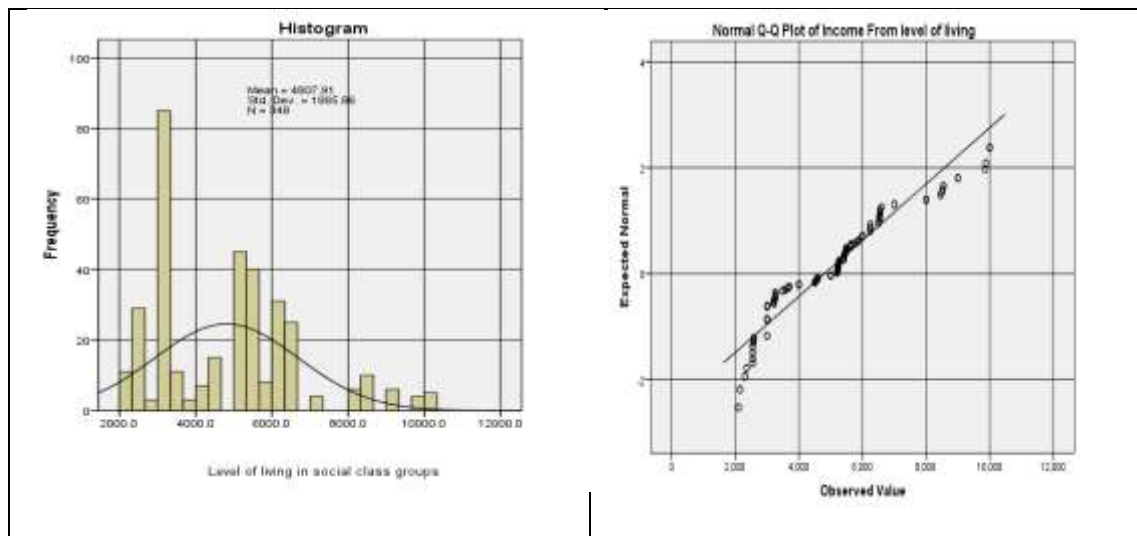 Histogram
100
80
60
40
20
0
Frequency
Mean = 4807.91
Std. Dev. =
N = 348
2000.0 4000.0 6000.0 8000.0 10000.0 12000.0
Level of living in social class groups
Normal Q-Q Plot of Income From level of living
4
2
0
-2
Expected Normal
0 2,000 4,000 6,000 8,000 10,000 12,000
Observed Value